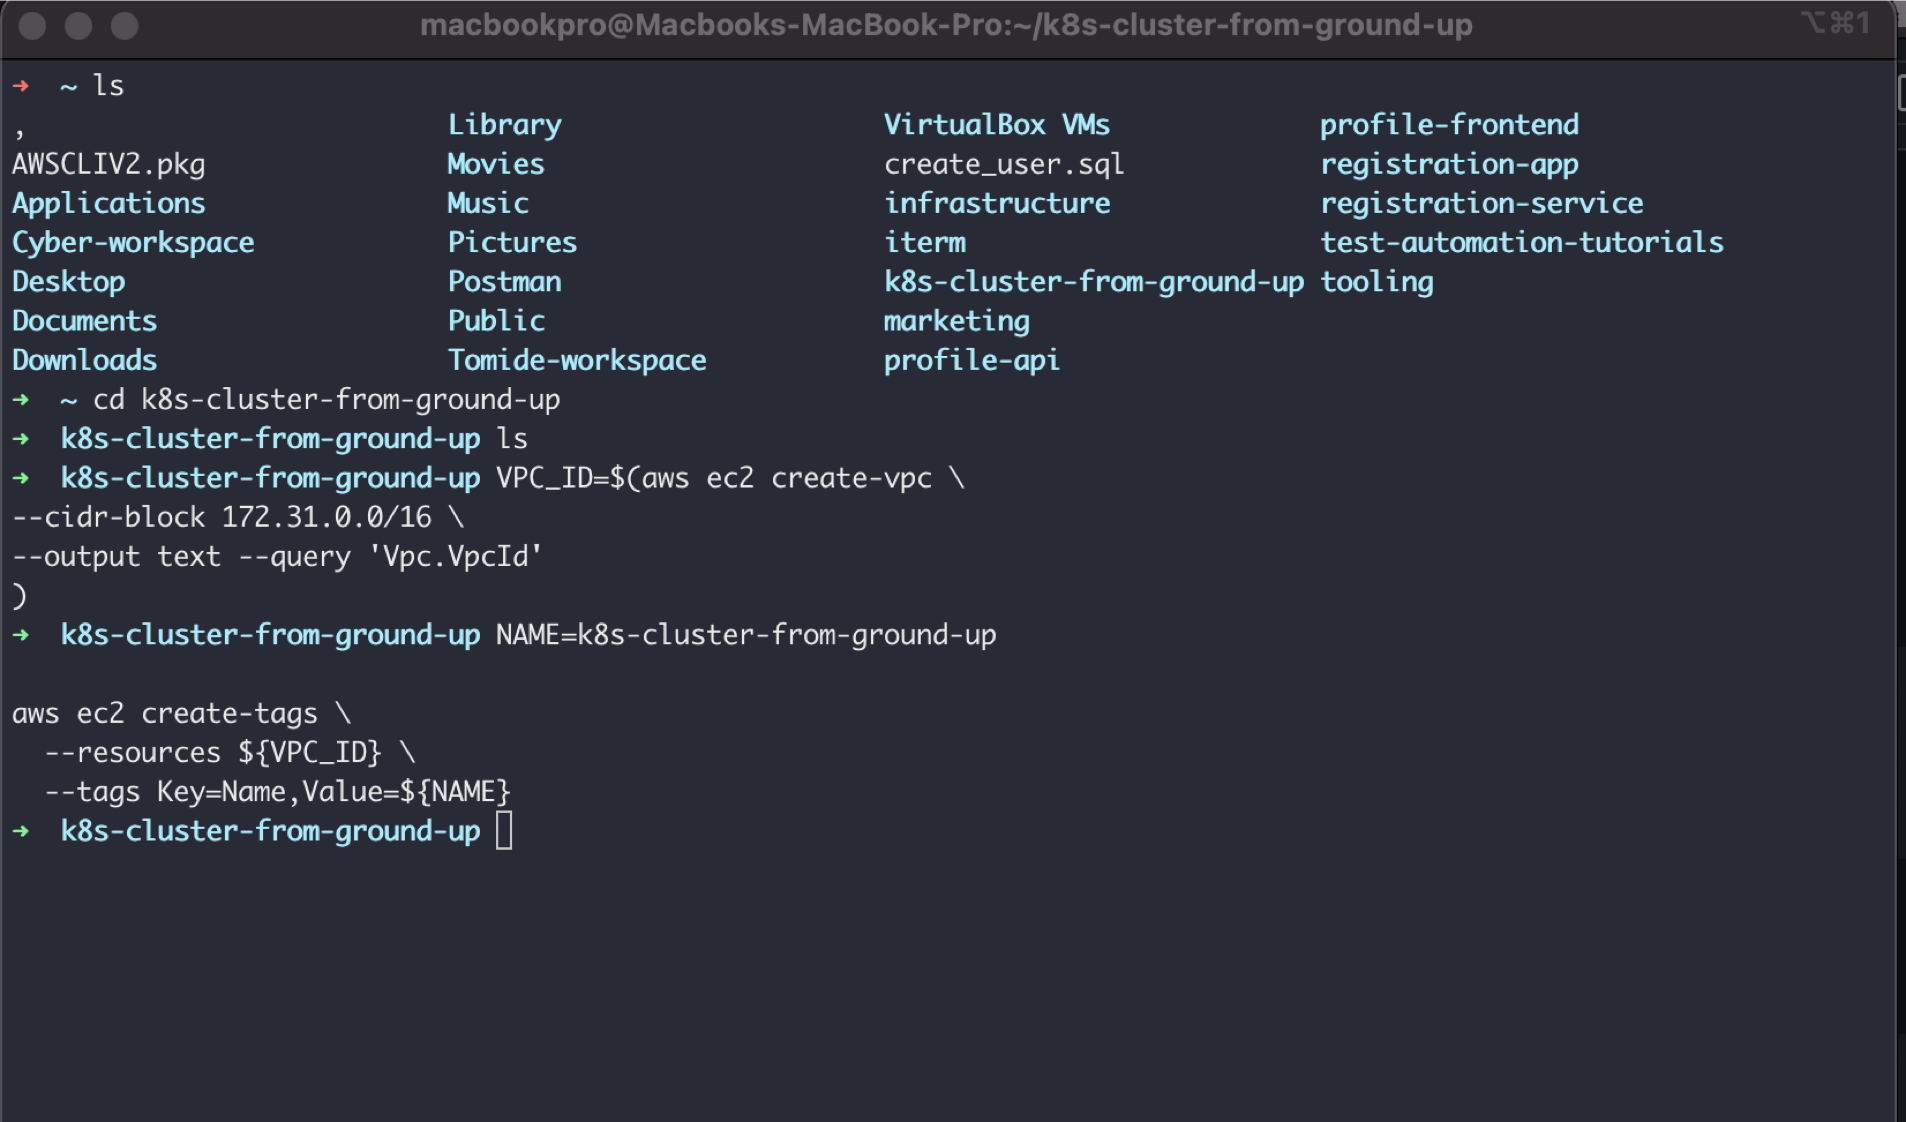 macbookpro@Macbooks-MacBook-Pro:~/k8s-cluster-from-ground-up ⌥⌘1
➜ ~ ls
, Library VirtualBox VMs profile-frontend
AWSCLIV2.pkg Movies create_user.sql registration-app
Applications Music infrastructure registration-service
Cyber-workspace Pictures iterm test-automation-tutorials
Desktop Postman k8s-cluster-from-ground-up tooling
Documents Public marketing
Downloads Tomide-workspace profile-api
➜ ~ cd k8s-cluster-from-ground-up
➜ k8s-cluster-from-ground-up ls
➜ k8s-cluster-from-ground-up VPC_ID=$(aws ec2 create-vpc \
--cidr-block 172.31.0.0/16 \
--output text --query 'Vpc.VpcId'
)
➜ k8s-cluster-from-ground-up NAME=k8s-cluster-from-ground-up
aws ec2 create-tags \
--resources ${VPC_ID} \
--tags Key=Name,Value=${NAME}
➜ k8s-cluster-from-ground-up